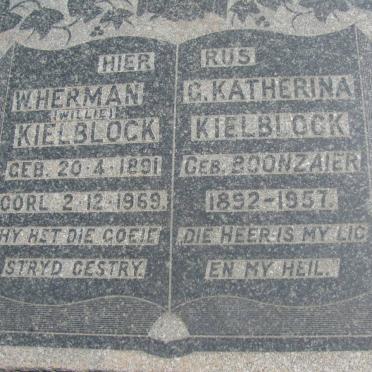 HIER RUS
W.HERMAN
(WILLIE)
KIELBLOCK
GEB. 20·4·1891
OORL 2·12·1969
HY HET DIE GOEIE
STRYD GESTRY.
C. KATHERINA
KIELBLOCK
GEB. BOONZAIER
1892-1957.
DIE HEER IS MY LIG
EN MY HEIL.